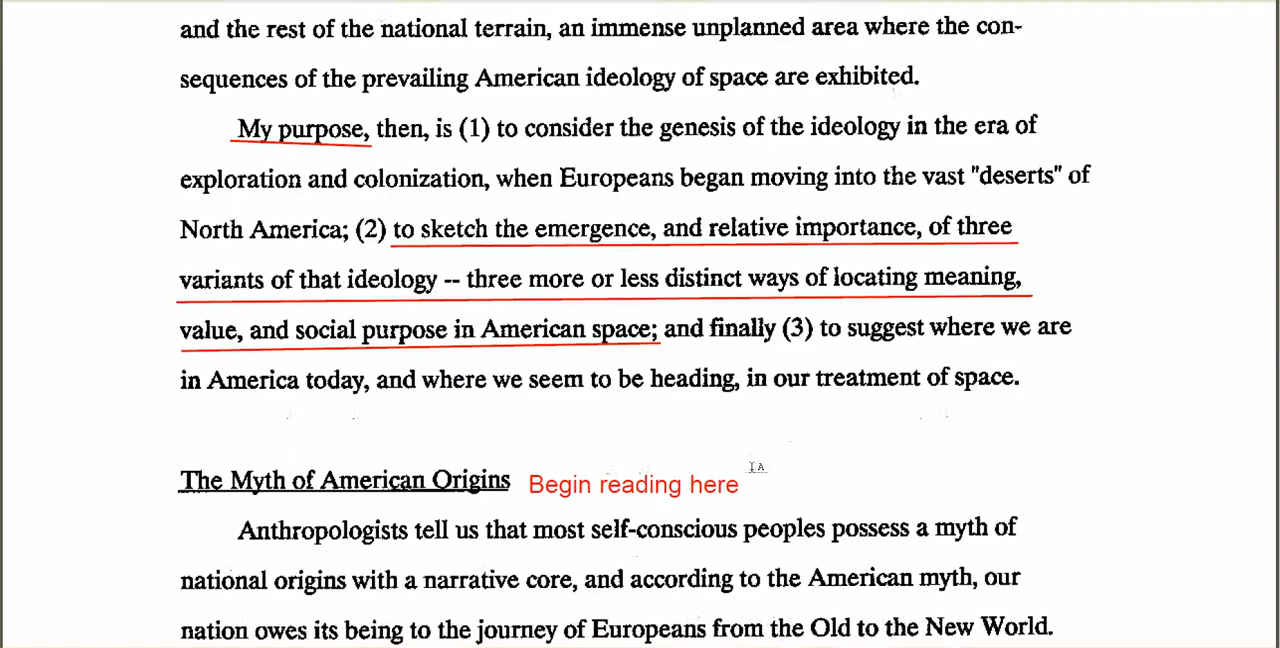 and the rest of the national terrain, an immense unplanned area where the con-
sequences of the prevailing American ideology of space are exhibited.
My purpose, then, is (1) to consider the genesis of the ideology in the era of
exploration and colonization, when Europeans began moving into the vast "deserts" of
North America; (2) to sketch the emergence, and relative importance, of three
variants of that ideology -- three more or less distinct ways of locating meaning,
value, and social purpose in American space; and finally (3) to suggest where we are
in America today, and where we seem to be heading, in our treatment of space.
The Myth of American Origins Begin reading here
Anthropologists tell us that most self-conscious peoples possess a myth of
national origins with a narrative core, and according to the American myth, our
nation owes its being to the journey of Europeans from the Old to the New World.